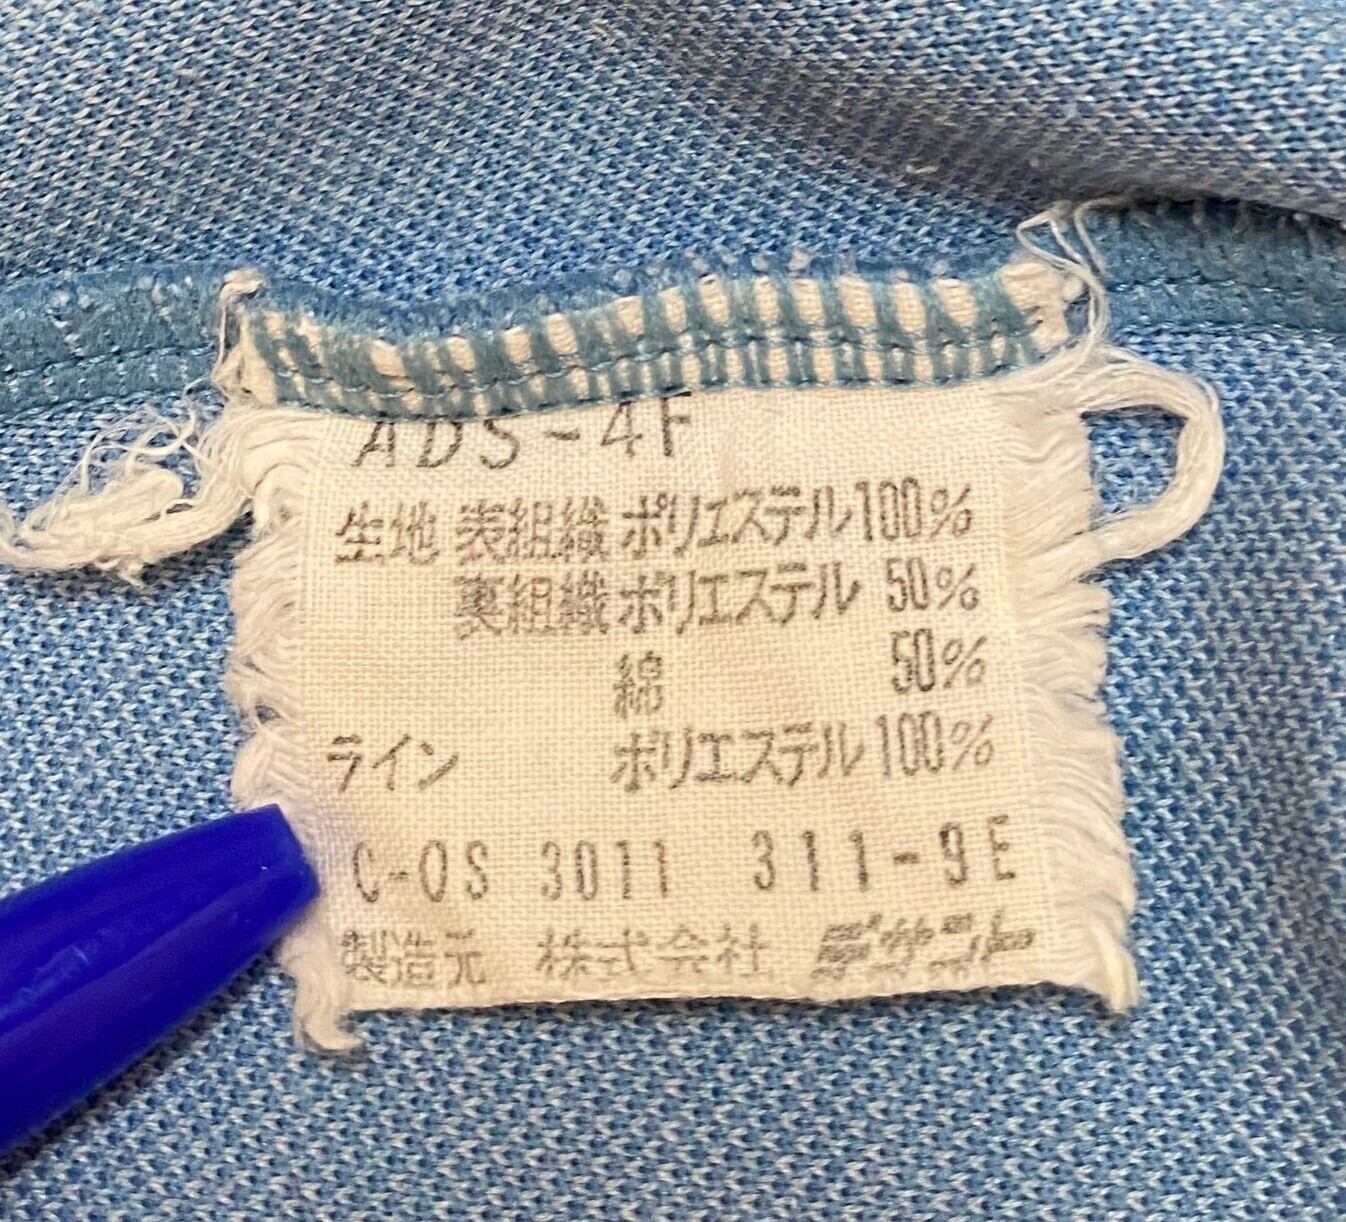 ADS-4F
生地 表組織 ポリエステル100%
裏組織 ポリエステル 50%
綿 50%
ライン ポリエステル100%
C-OS 3011 311-9E
製造元 株式会社 デサント